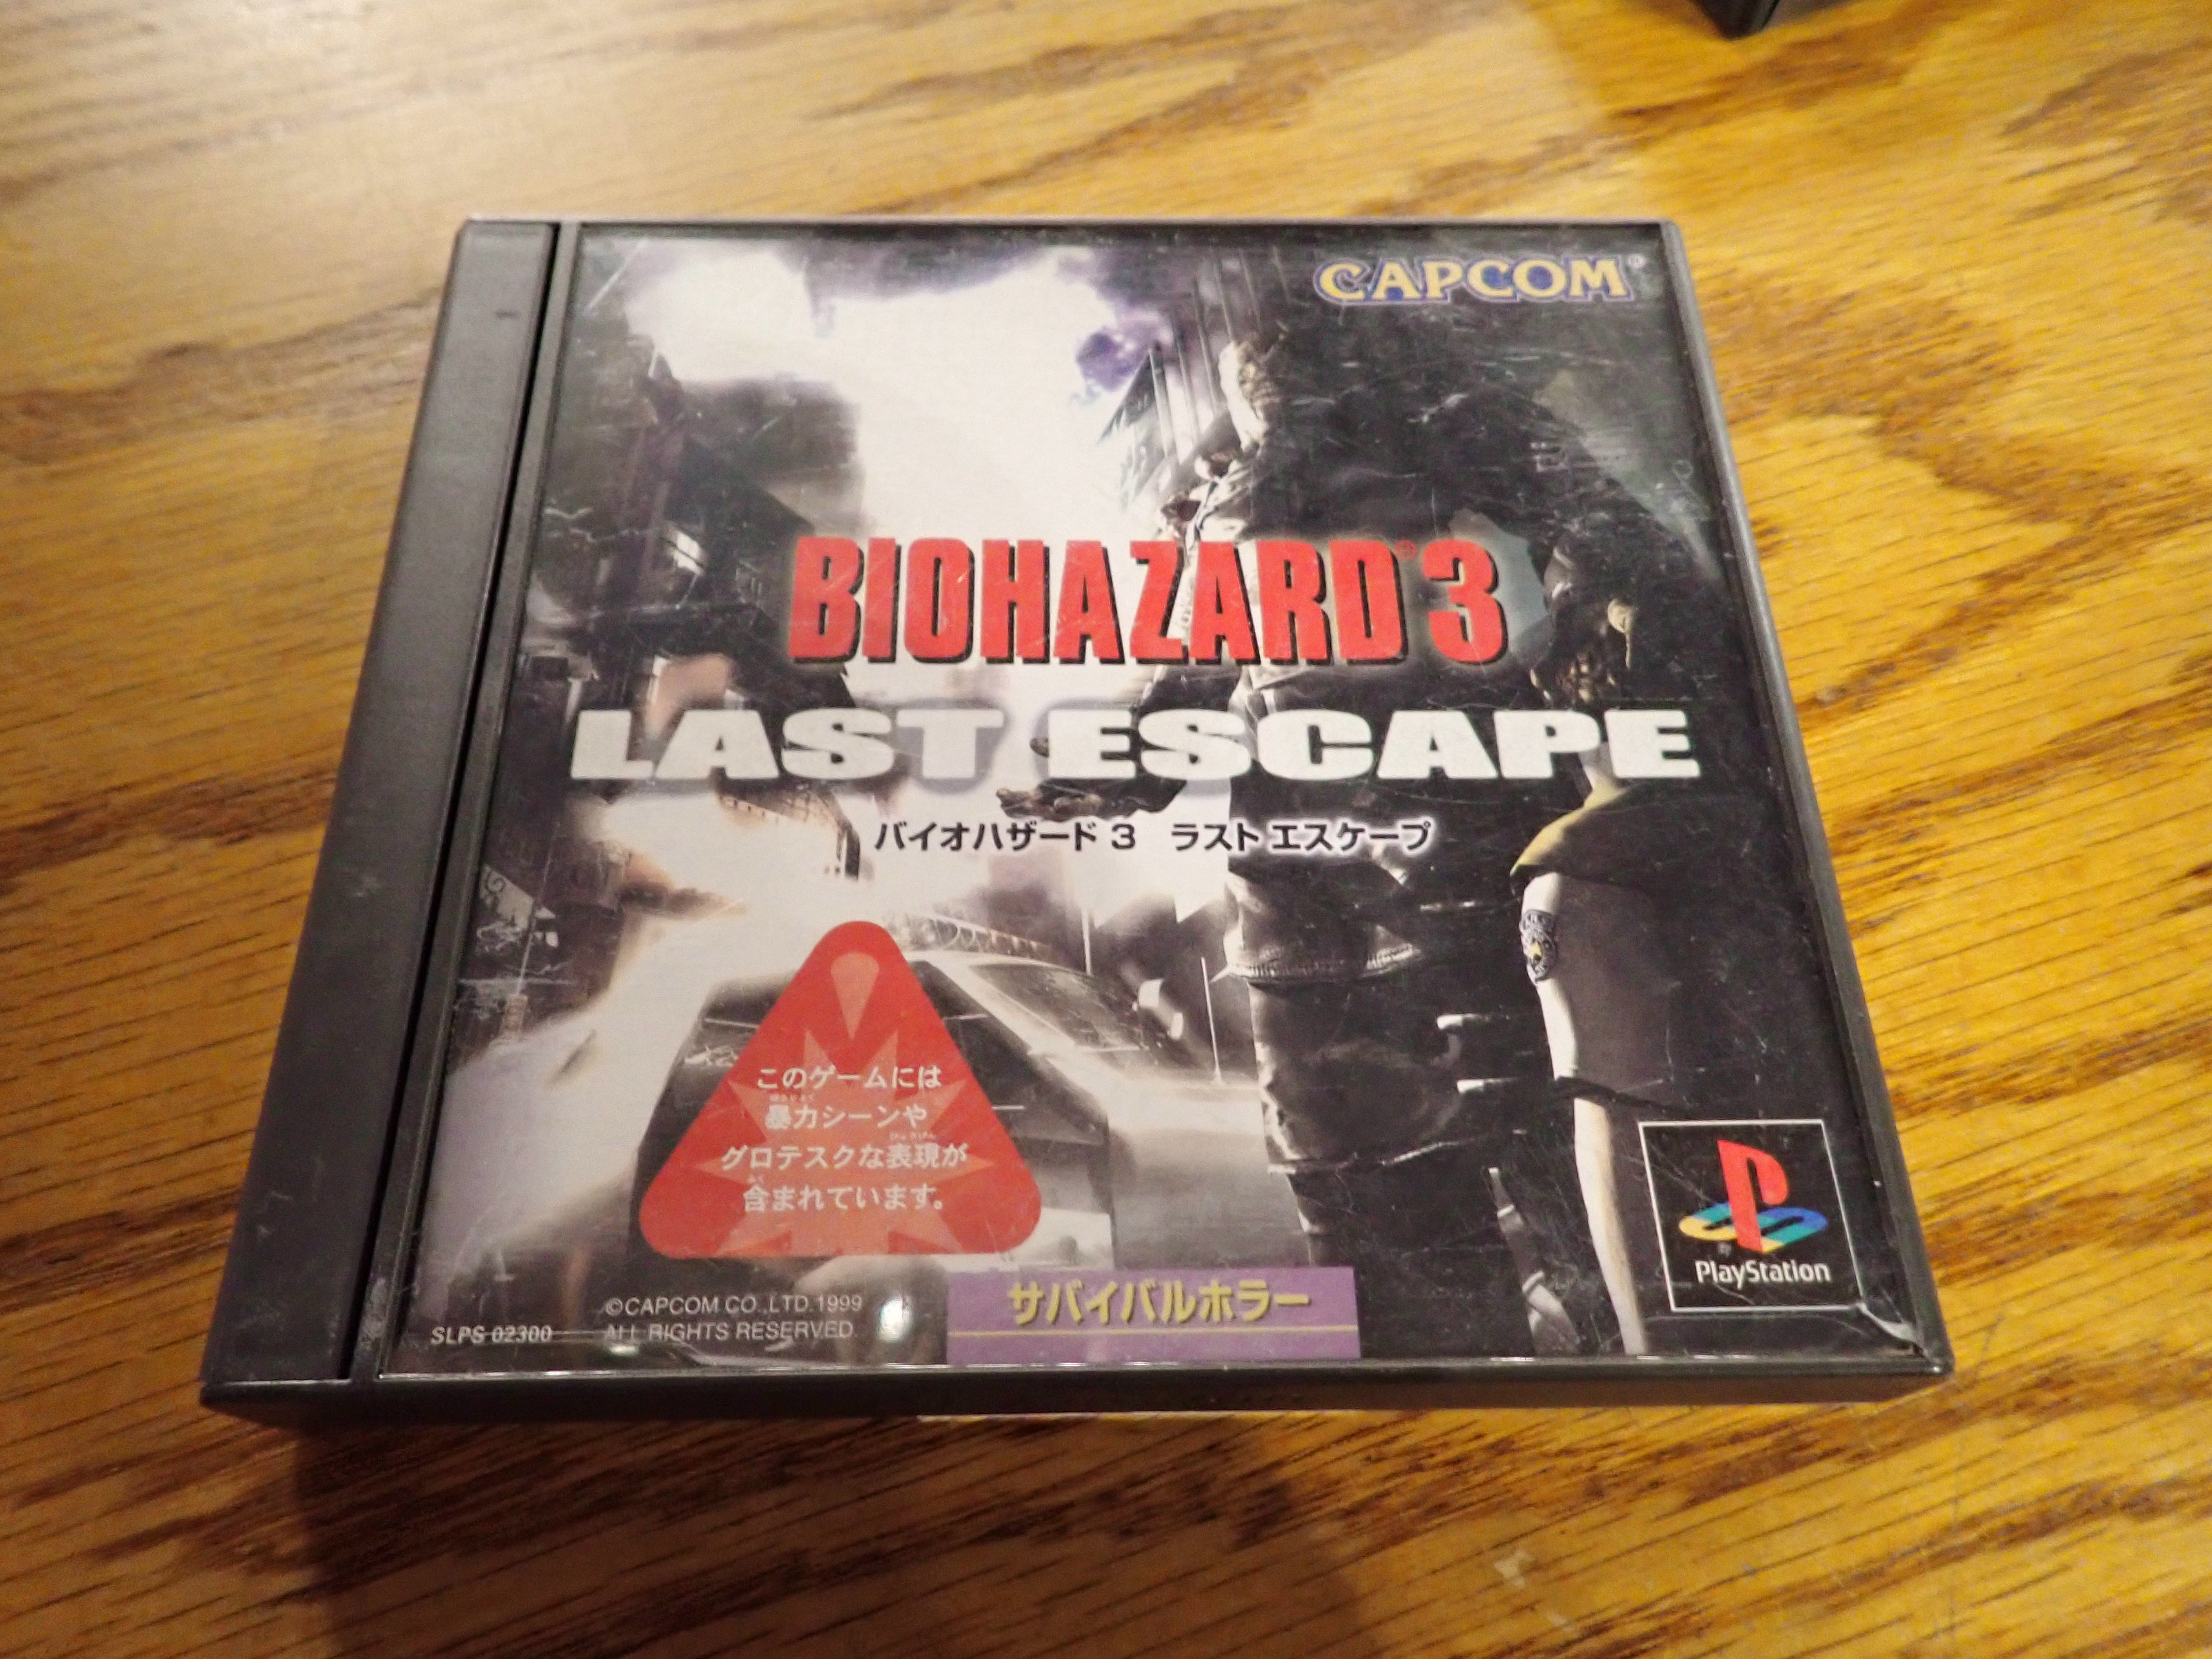 CAPCOM
BIOHAZARD® 3
LAST ESCAPE
バイオハザード 3 ラスト エスケープ
このゲームには
暴力シーンや
グロテスクな表現が
含まれています。
サバイバルホラー
©CAPCOM CO.,LTD.1999
ALL RIGHTS RESERVED.
SLPS 02300
PlayStation